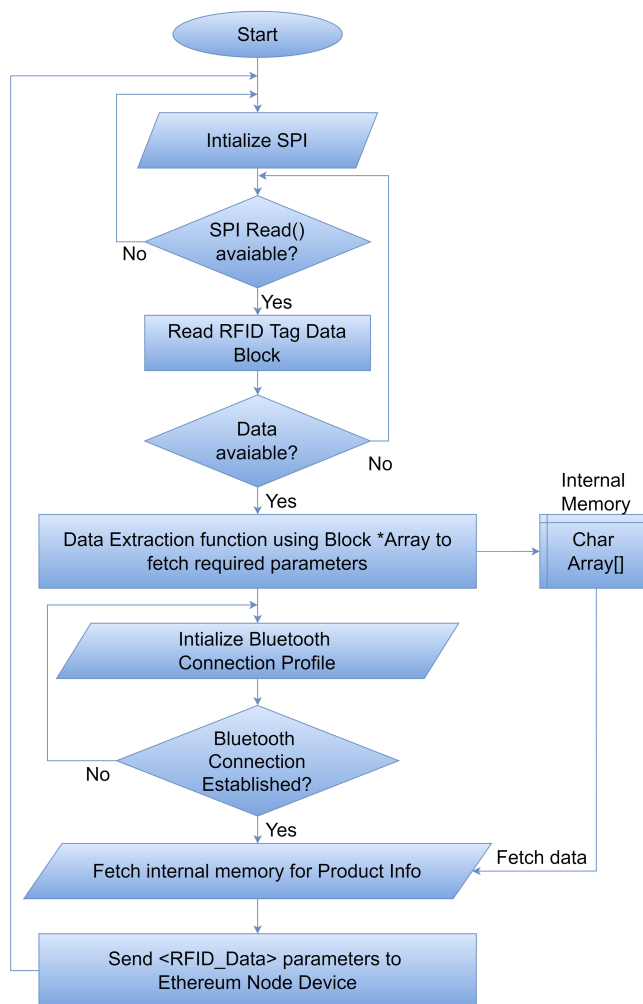 Start
Intialize SPI
SPI Read()
avaiable?
No
Yes
Read RFID Tag Data
Block
Data
avaiable?
No
Yes
Internal
Memory
Data Extraction function using Block *Array to
fetch required parameters
Char
Array[]
Intialize Bluetooth
Connection Profile
Bluetooth
Connection
Established?
No
Yes
Fetch data
Fetch internal memory for Product Info
Send <RFID_Data> parameters to
Ethereum Node Device